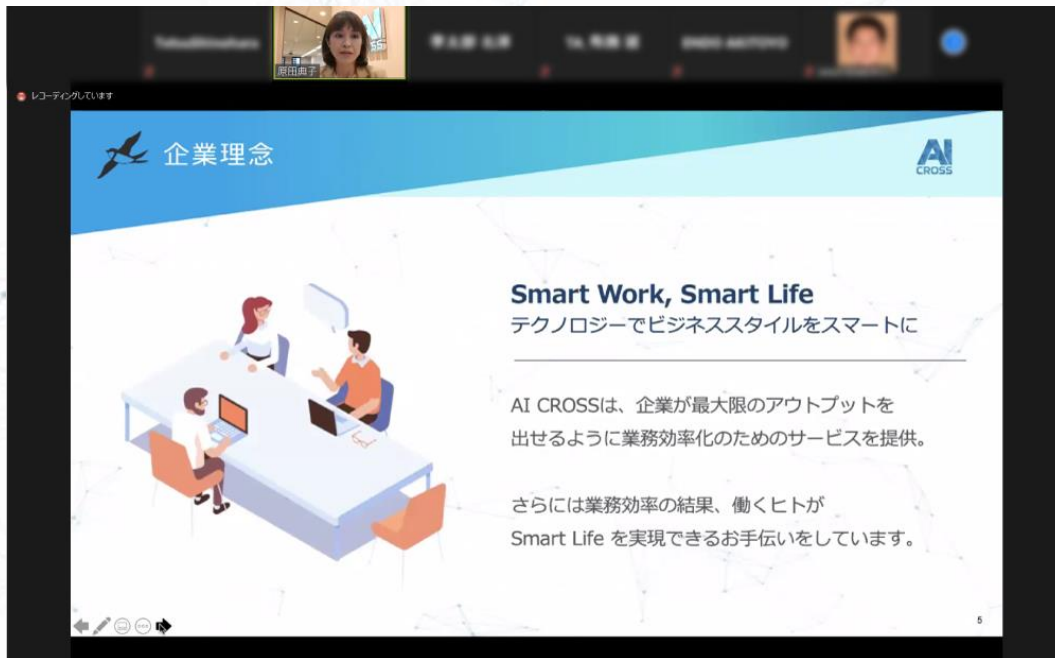 原田典子
レコーディングしています
企業理念
AI
CROSS
Smart Work, Smart Life
テクノロジーでビジネススタイルをスマートに
AI CROSSは、企業が最大限のアウトプットを
出せるように業務効率化のためのサービスを提供。
さらには業務効率の結果、働くヒトが
Smart Life を実現できるお手伝いをしています。
5